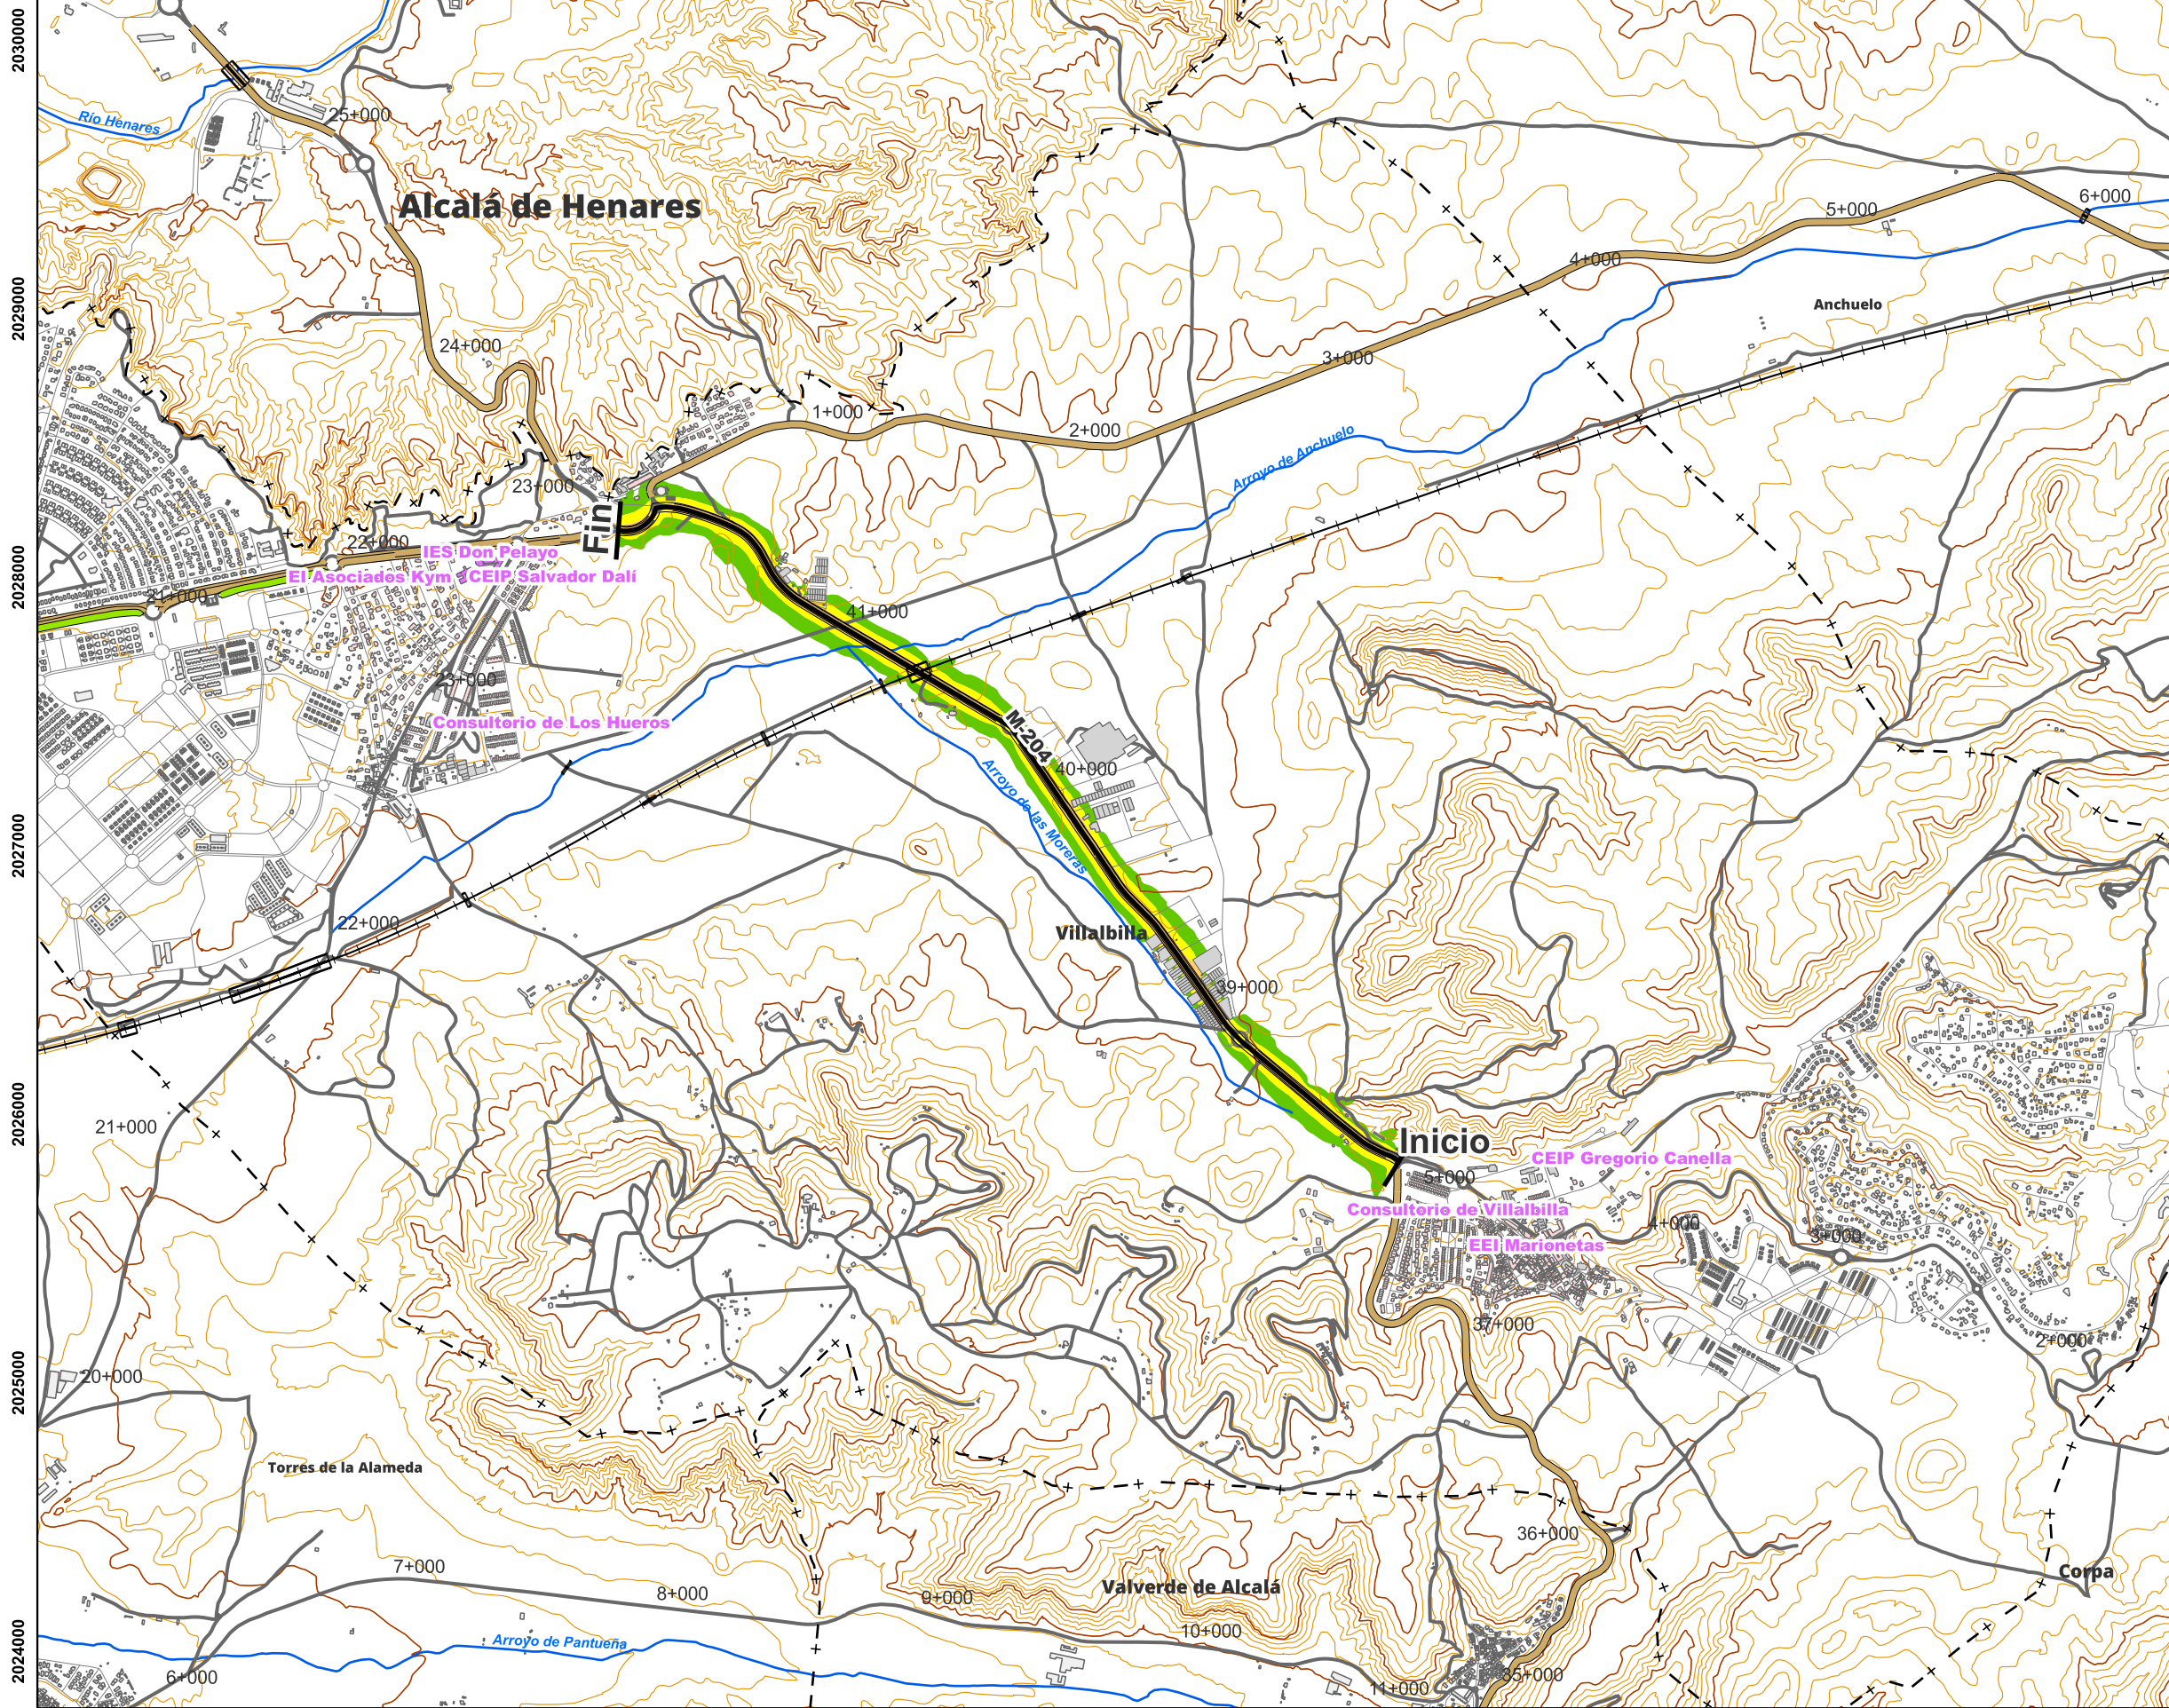 2030000
Río Henares
25+000
Alcalá de Henares
6+000
5+000
4+000
2029000
Anchuelo
24+000
3+000
1+000
2+000
Arroyo de Anchuelo
23+000
Fin
22+000
IES Don Pelayo
EI Asociados Kym
CEIP Salvador Dalí
2028000
21+000
41+000
23+000
Consultorio de Los Hueros
M-204
40+000
Arroyo de las Moreras
2027000
22+000
Villalbilla
39+000
2026000
21+000
Inicio
CEIP Gregorio Canella
5+000
Consultorio de Villalbilla
4+000
3+000
EEI Marionetas
37+000
2+000
2025000
20+000
Torres de la Alameda
36+000
7+000
8+000
9+000
Valverde de Alcalá
Corpa
10+000
2024000
Arroyo de Pantueña
6+000
35+000
11+000